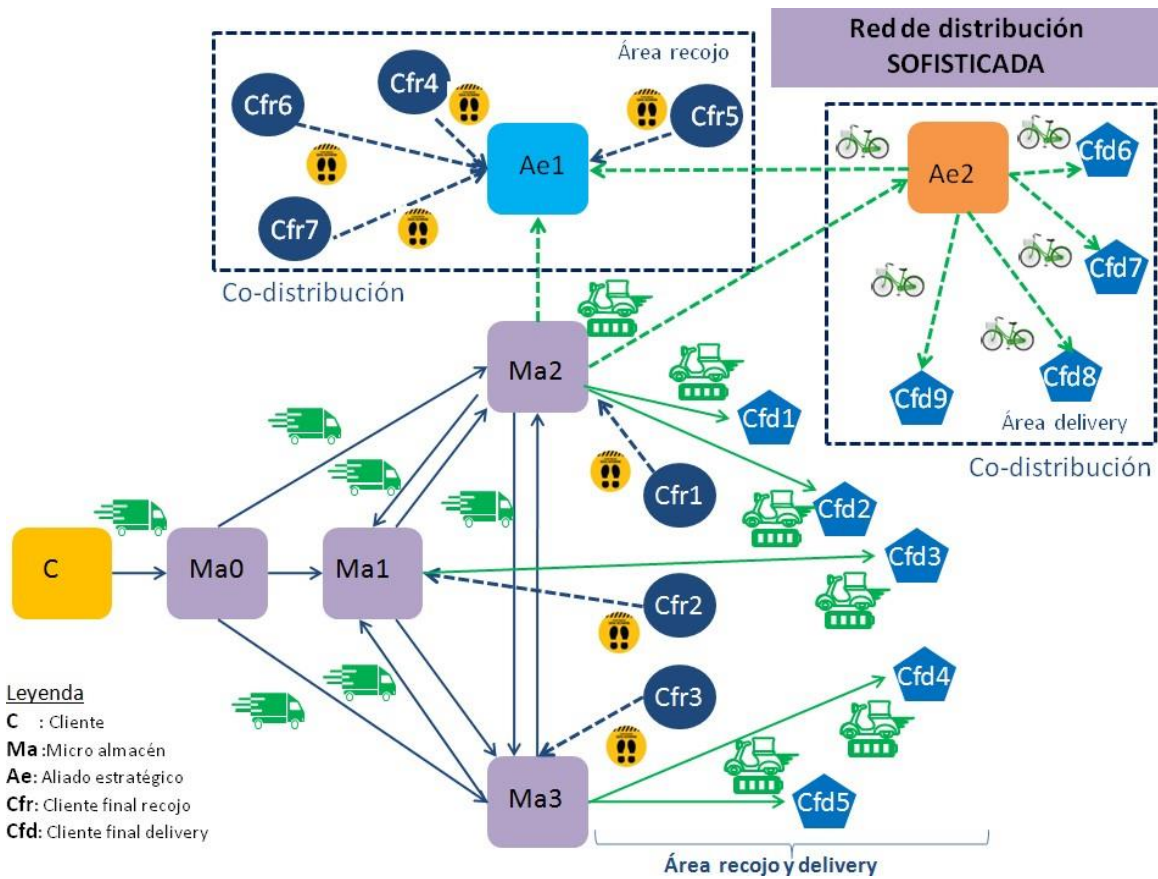 Red de distribución
SOFISTICADA
Área recojo
Cfr4
Cfr6
Cfr5
Ae1
Cfr7
Co-distribución
Ae2
Cfd6
Cfd7
Cfd8
Cfd9
Área delivery
Co-distribución
Ma2
Cfd1
Cfr1
Cfd2
Cfd3
C
Ma0
Ma1
Cfr2
Cfr3
Cfd4
Ma3
Cfd5
Área recojo y delivery
Leyenda
C : Cliente
Ma :Micro almacén
Ae: Aliado estratégico
Cfr: Cliente final recojo
Cfd: Cliente final delivery